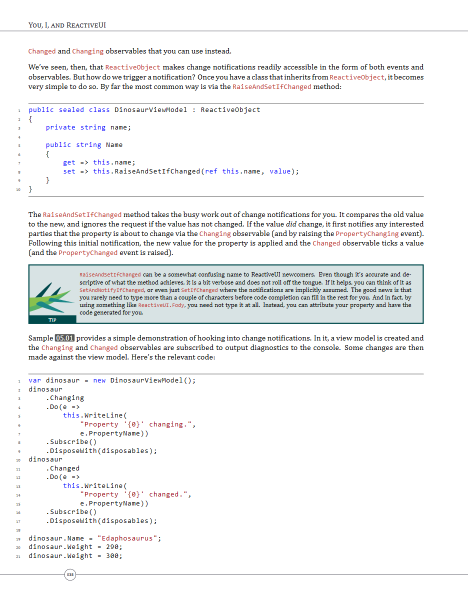 You, I, and ReactiveUI
Changed and Changing observables that you can use instead.
We've seen, then, that ReactiveObject makes change notifications readily accessible in the form of both events and
observables. But how do we trigger a notification? Once you have a class that inherits from ReactiveObject, it becomes
very simple to do so. By far the most common way is via the RaiseAndSetIfChanged method:
1 public sealed class DinosaurViewModel : ReactiveObject
2 {
3 private string name;
4
5 public string Name
6 {
7 get => this.name;
8 set => this.RaiseAndSetIfChanged(ref this.name, value);
9 }
10 }
The RaiseAndSetIfChanged method takes the busy work out of change notifications for you. It compares the old value
to the new, and ignores the request if the value has not changed. If the value did change, it first notifies any interested
parties that the property is about to change via the Changing observable (and by raising the PropertyChanging event).
Following this initial notification, the new value for the property is applied and the Changed observable ticks a value
(and the PropertyChanged event is raised).
RaiseAndSetIfChanged can be a somewhat confusing name to ReactiveUI newcomers. Even though it's accurate and de-
scriptive of what the method achieves, it is a bit verbose and does not roll off the tongue. If it helps, you can think of it as
SetAndNotifyIfChanged, or even just SetIfChanged where the notifications are implicitly assumed. The good news is that
you rarely need to type more than a couple of characters before code completion can fill in the rest for you. And in fact, by
using something like ReactiveUI.Fody, you need not type it at all. Instead, you can attribute your property and have the
code generated for you.
TIP
Sample 05.01 provides a simple demonstration of hooking into change notifications. In it, a view model is created and
the Changing and Changed observables are subscribed to output diagnostics to the console. Some changes are then
made against the view model. Here's the relevant code:
1 var dinosaur = new DinosaurViewModel();
2 dinosaur
3 .Changing
4 .Do(e =>
5 this.WriteLine(
6 "Property '{0}' changing.",
7 e.PropertyName))
8 .Subscribe()
9 .DisposeWith(disposables);
10 dinosaur
11 .Changed
12 .Do(e =>
13 this.WriteLine(
14 "Property '{0}' changed.",
15 e.PropertyName))
16 .Subscribe()
17 .DisposeWith(disposables);
18
19 dinosaur.Name = "Edaphosaurus";
20 dinosaur.Weight = 290;
21 dinosaur.Weight = 300;